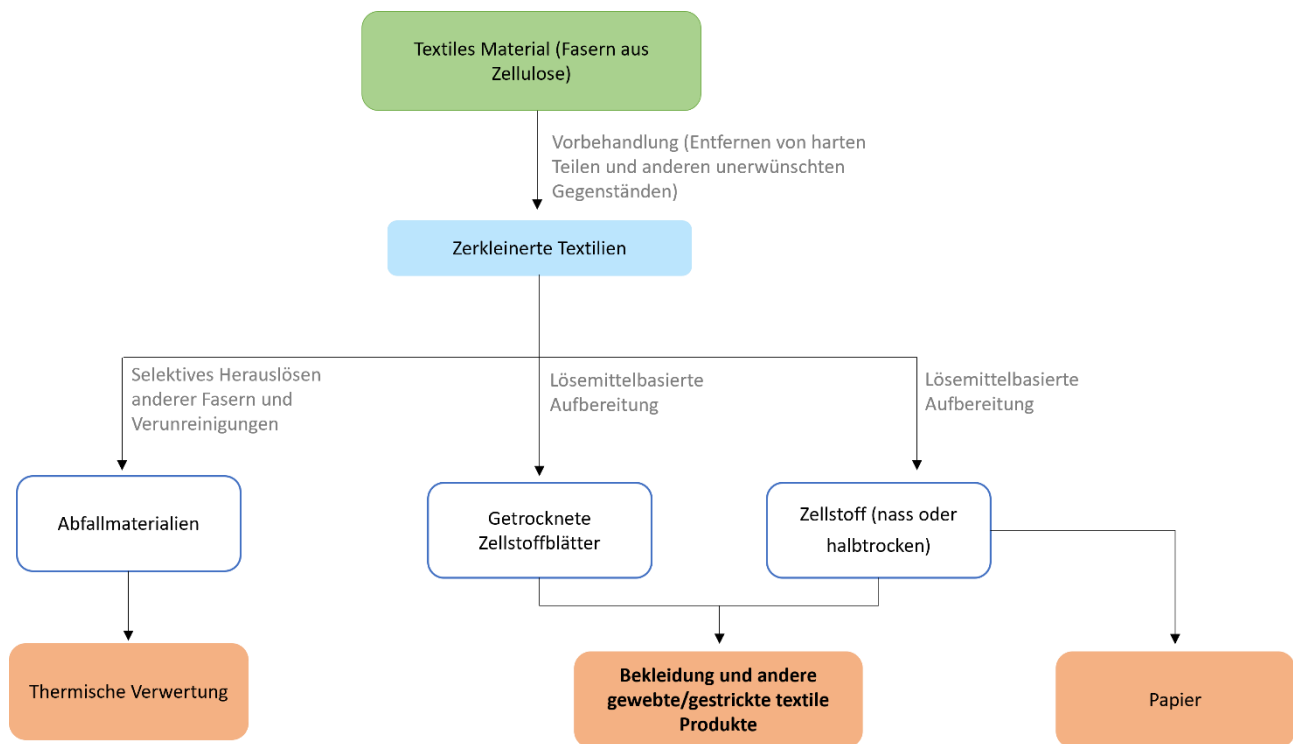 Textiles Material (Fasern aus
Zellulose)
Vorbehandlung (Entfernen von harten
Teilen und anderen unerwünschten
Gegenständen)
Zerkleinerte Textilien
Selektives Herauslösen
anderer Fasern und
Verunreinigungen
Lösemittelbasierte
Aufbereitung
Lösemittelbasierte
Aufbereitung
Abfallmaterialien
Getrocknete
Zellstoffblätter
Zellstoff (nass oder
halbtrocken)
Thermische Verwertung
Bekleidung und andere
gewebte/gestrickte textile
Produkte
Papier